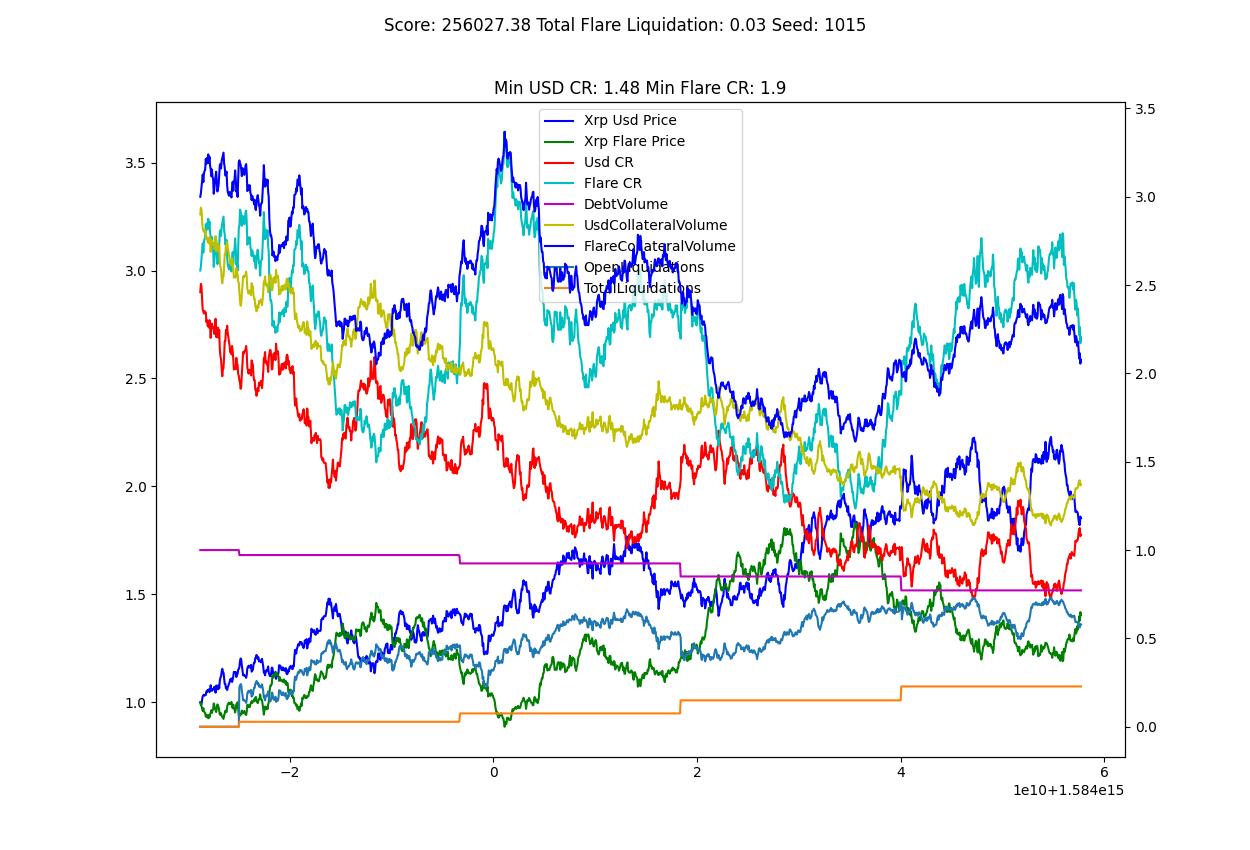 Score: 256027.38 Total Flare Liquidation: 0.03 Seed: 1015
Min USD CR: 1.48 Min Flare CR: 1.9
Xrp Usd Price
Xrp Flare Price
Usd CR
Flare CR
DebtVolume
UsdCollateralVolume
FlareCollateralVolume
OpenLiquidations
TotalLiquidations
3.5
3.0
2.5
2.0
1.5
1.0
3.5
3.0
2.5
2.0
1.5
1.0
0.5
0.0
−2
0
2
4
6
1e10+1.584e15